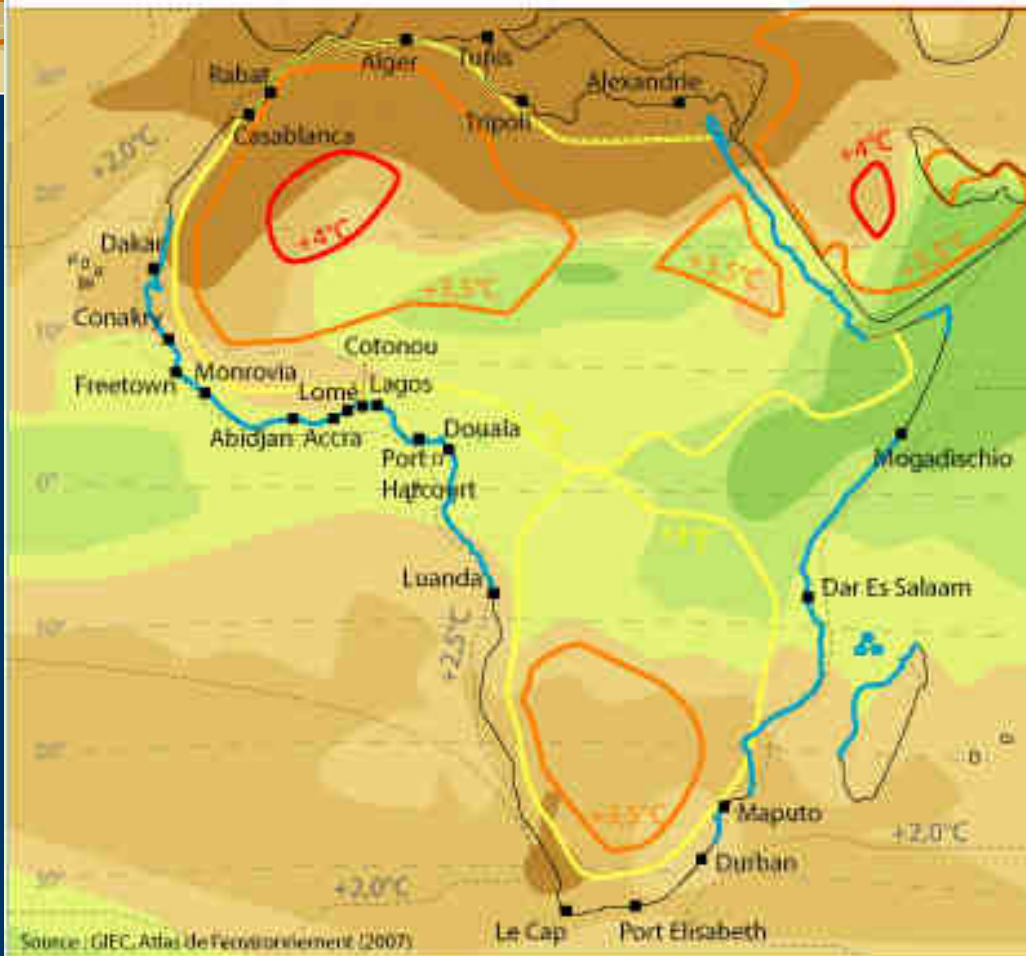 Alger
Tunis
Rabat
Alexandrie
Tripoli
Casablanca
+2,0°C
+4°C
+4°C
Dakar
+3,5°C
+3,5°C
+3,5°C
10°
Conakry
Cotonou
Monrovia
Freetown
Lomé
Lagos
Abidjan
Accra
Douala
Port
Harcourt
Mogadischio
0°
Luanda
Dar Es Salaam
10°
+2,5°C
20°
+3,5°C
Maputo
+2,0°C
Durban
30°
+2,0°C
Le Cap
Port Elisabeth
Source : GIEC, Atlas de l'environnement (2007)